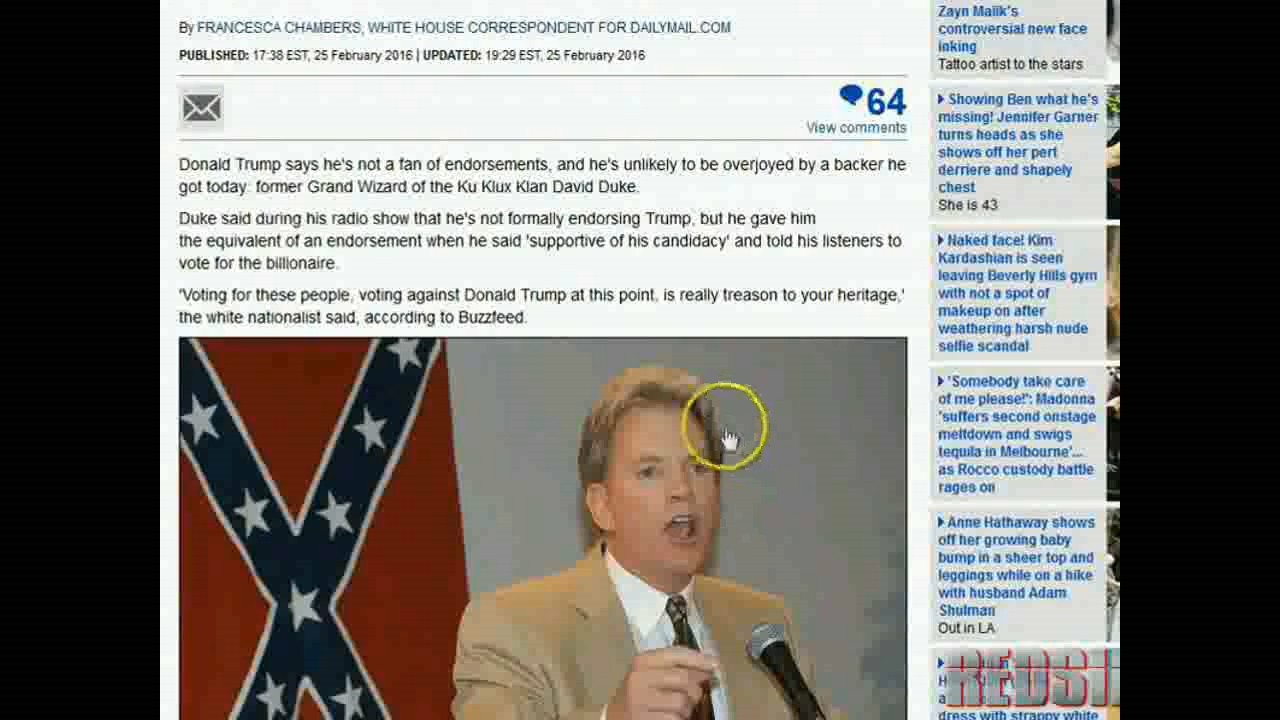 By FRANCESCA CHAMBERS, WHITE HOUSE CORRESPONDENT FOR DAILYMAIL.COM
PUBLISHED: 17:38 EST, 25 February 2016 | UPDATED: 19:29 EST, 25 February 2016
64
View comments
Donald Trump says he's not a fan of endorsements, and he's unlikely to be overjoyed by a backer he
got today: former Grand Wizard of the Ku Klux Klan David Duke.
Duke said during his radio show that he's not formally endorsing Trump, but he gave him
the equivalent of an endorsement when he said 'supportive of his candidacy' and told his listeners to
vote for the billionaire.
'Voting for these people, voting against Donald Trump at this point, is really treason to your heritage,'
the white nationalist said, according to Buzzfeed.
Zayn Malik's
controversial new face
inking
Tattoo artist to the stars
Showing Ben what he's
missing! Jennifer Garner
turns heads as she
shows off her pert
derriere and shapely
chest
She is 43
Naked face! Kim
Kardashian is seen
leaving Beverly Hills gym
with not a spot of
makeup on after
weathering harsh nude
selfie scandal
'Somebody take care
of me please!': Madonna
'suffers second onstage
meltdown and swigs
tequila in Melbourne'...
as Rocco custody battle
rages on
Anne Hathaway shows
off her growing baby
bump in a sheer top and
leggings while on a hike
with husband Adam
Shulman
Out in LA
dress with strappy white